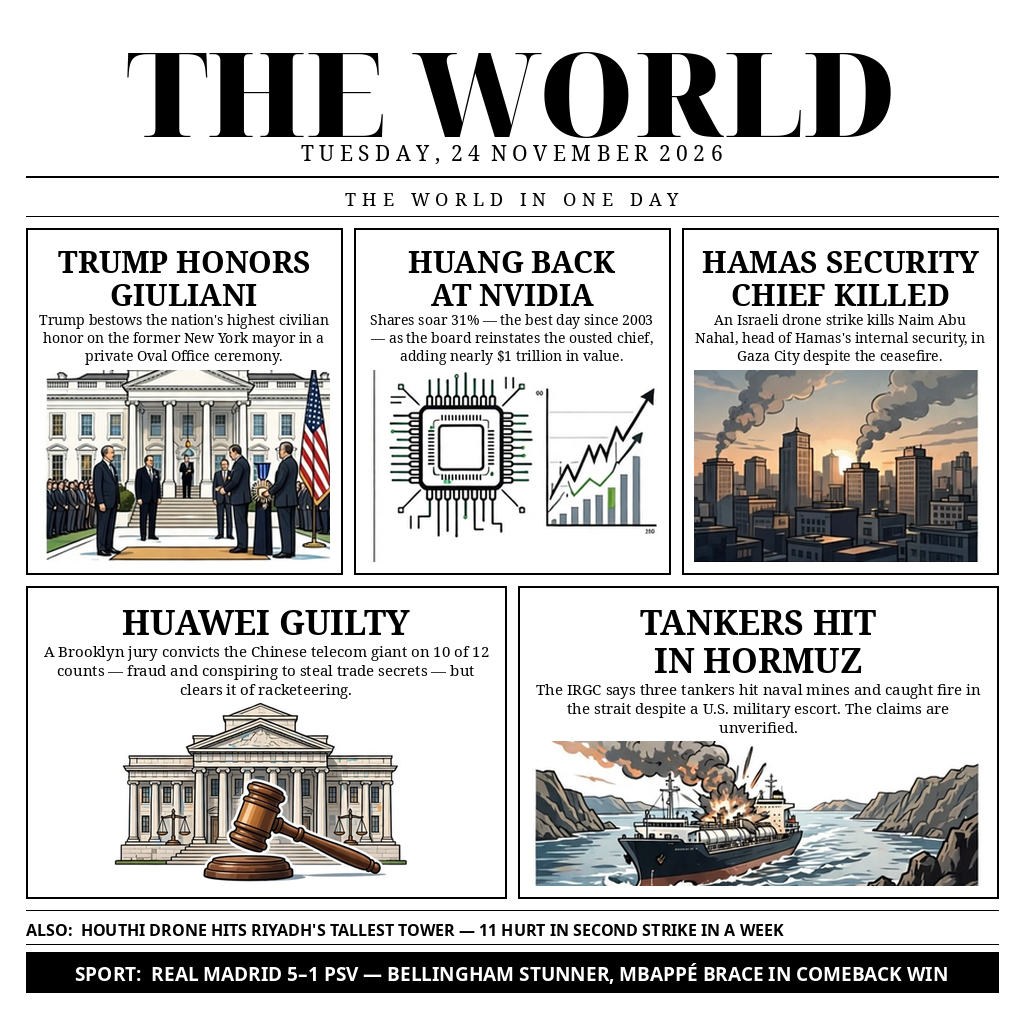 THE WORLD
TUESDAY, 24 NOVEMBER 2026
THE WORLD IN ONE DAY
TRUMP HONORS
GIULIANI
Trump bestows the nation's highest civilian
honor on the former New York mayor in a
private Oval Office ceremony.
HUANG BACK
AT NVIDIA
Shares soar 31% — the best day since 2003
— as the board reinstates the ousted chief,
adding nearly $1 trillion in value.
00
250
HAMAS SECURITY
CHIEF KILLED
An Israeli drone strike kills Naim Abu
Nahal, head of Hamas's internal security, in
Gaza City despite the ceasefire.
HUAWEI GUILTY
A Brooklyn jury convicts the Chinese telecom giant on 10 of 12
counts — fraud and conspiring to steal trade secrets — but
clears it of racketeering.
TANKERS HIT
IN HORMUZ
The IRGC says three tankers hit naval mines and caught fire in
the strait despite a U.S. military escort. The claims are
unverified.
ALSO: HOUTHI DRONE HITS RIYADH'S TALLEST TOWER — 11 HURT IN SECOND STRIKE IN A WEEK
SPORT: REAL MADRID 5–1 PSV — BELLINGHAM STUNNER, MBAPPÉ BRACE IN COMEBACK WIN